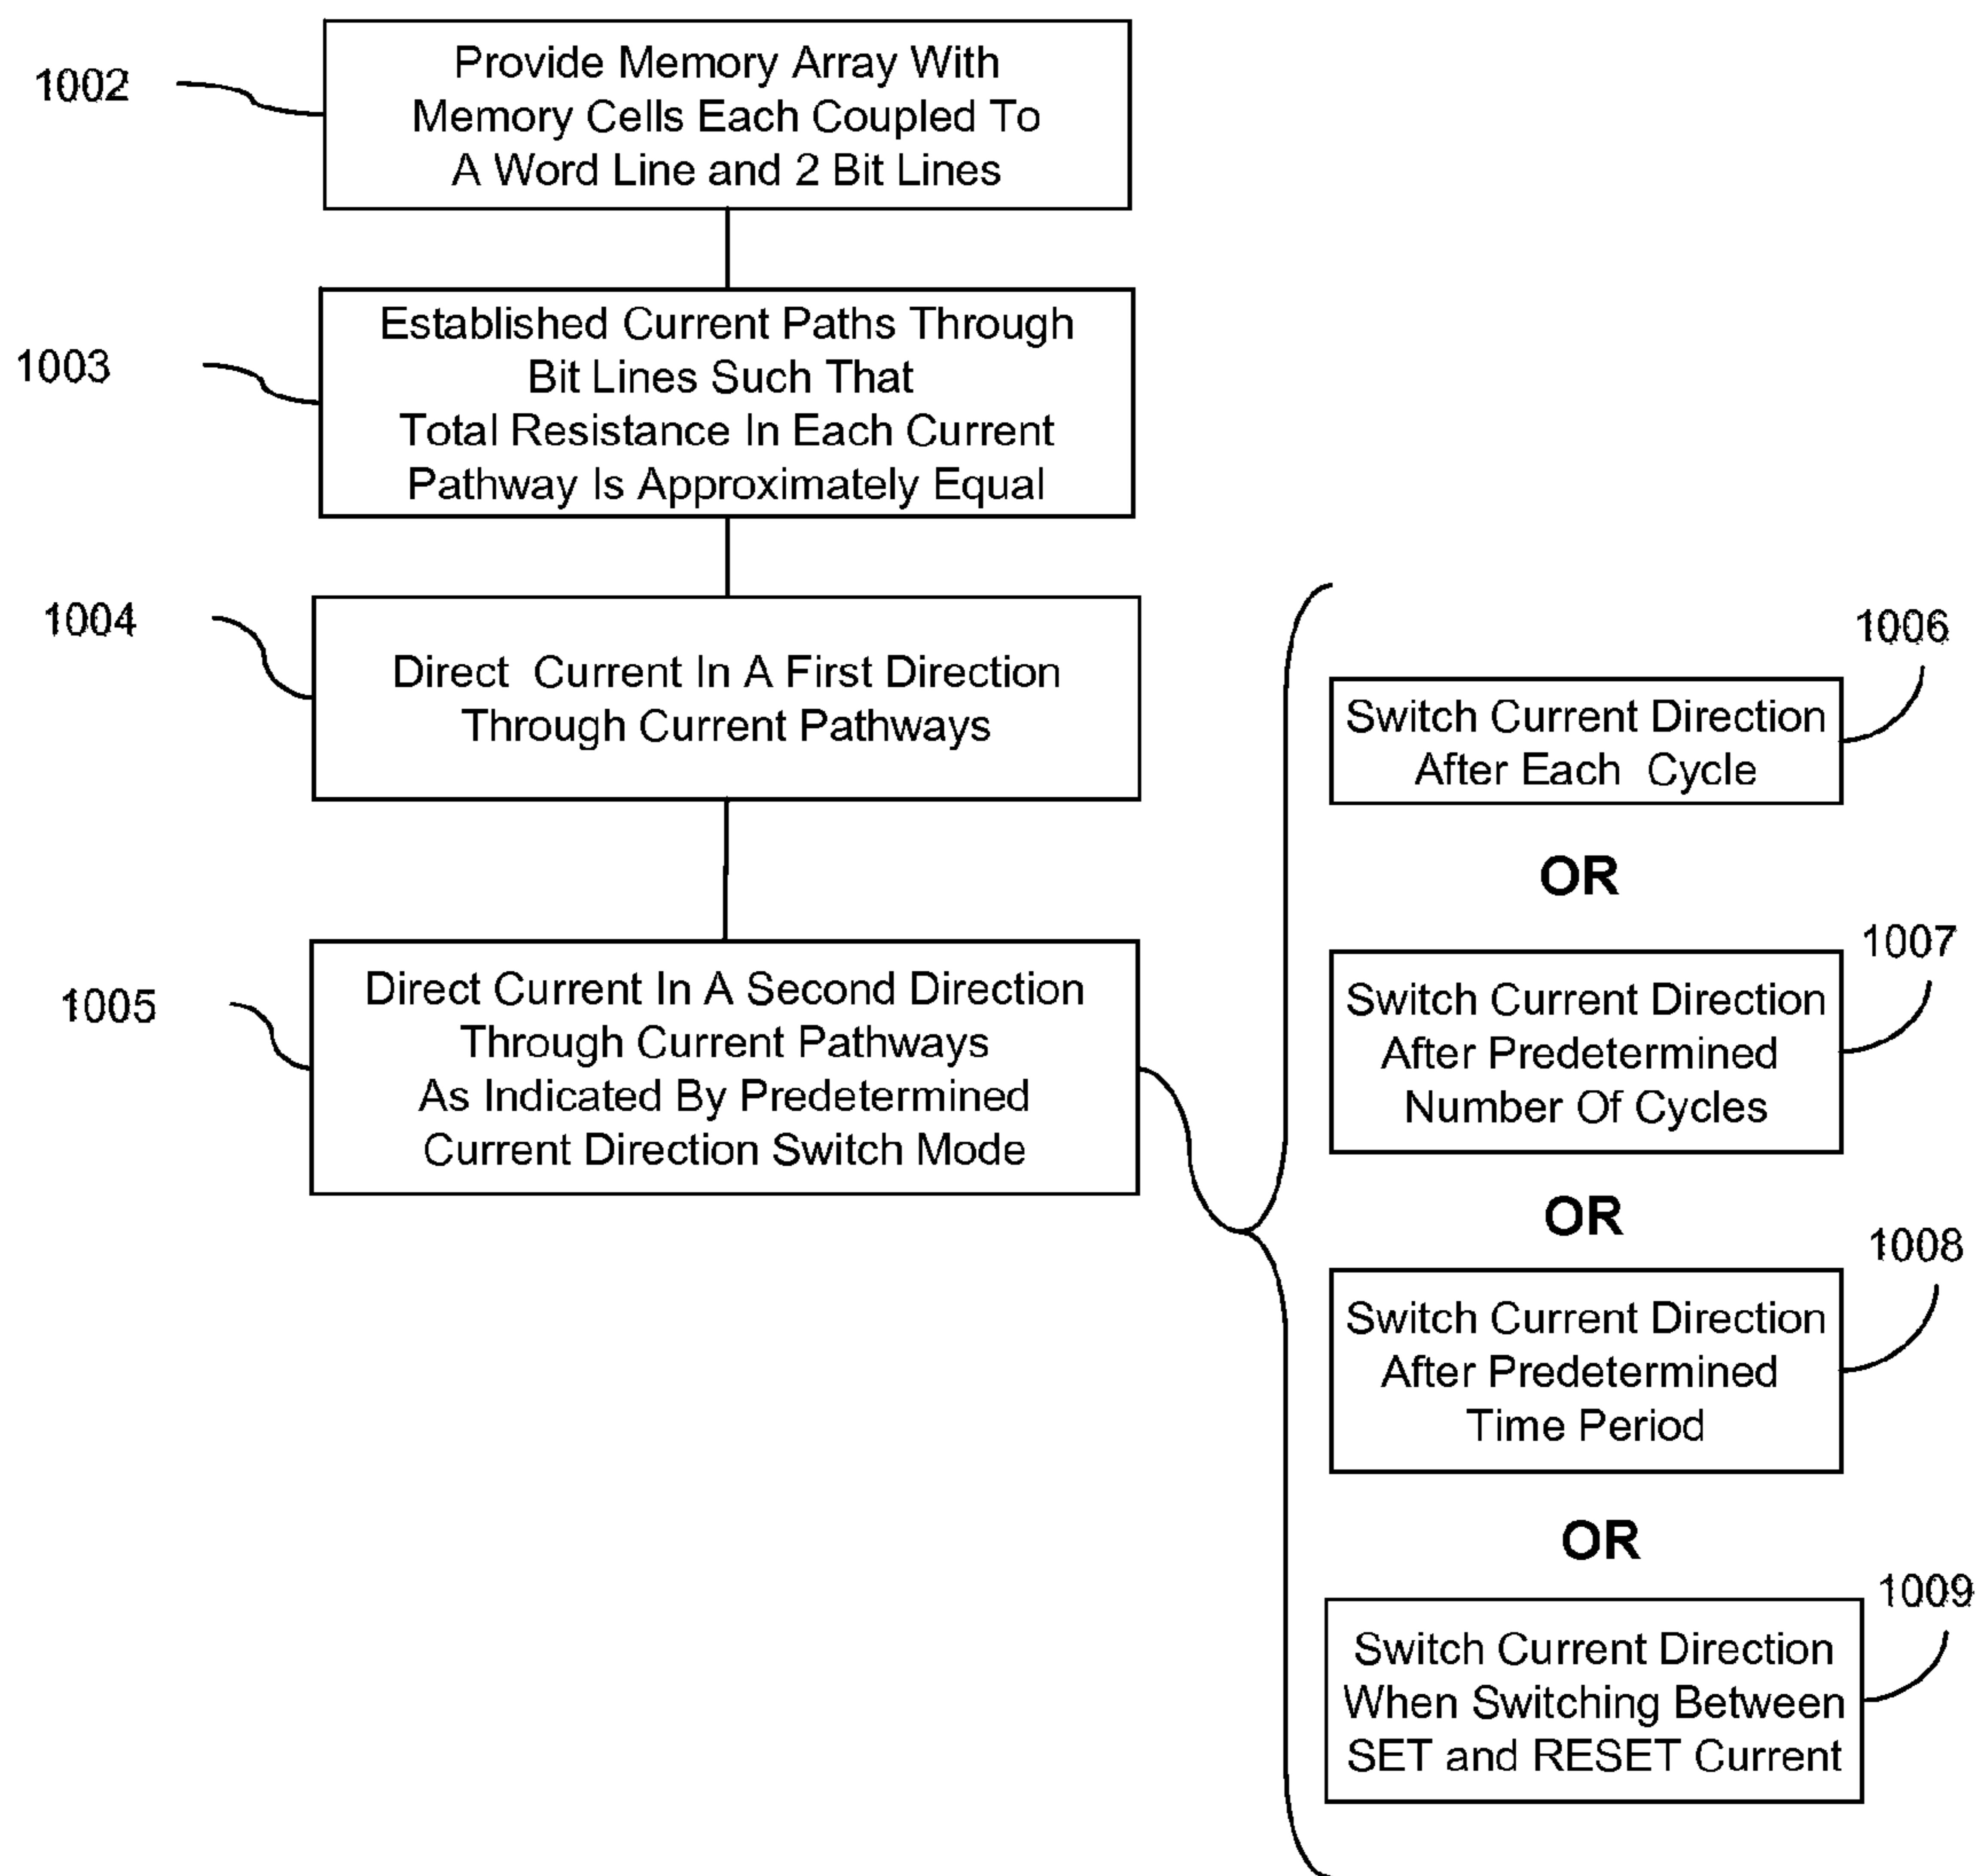 1002
Provide Memory Array With
Memory Cells Each Coupled To
A Word Line and 2 Bit Lines
1003
Established Current Paths Through
Bit Lines Such That
Total Resistance In Each Current
Pathway Is Approximately Equal
1004
Direct Current In A First Direction
Through Current Pathways
1005
Direct Current In A Second Direction
Through Current Pathways
As Indicated By Predetermined
Current Direction Switch Mode
1006
Switch Current Direction
After Each Cycle
OR
1007
Switch Current Direction
After Predetermined
Number Of Cycles
OR
1008
Switch Current Direction
After Predetermined
Time Period
OR
1009
Switch Current Direction
When Switching Between
SET and RESET Current